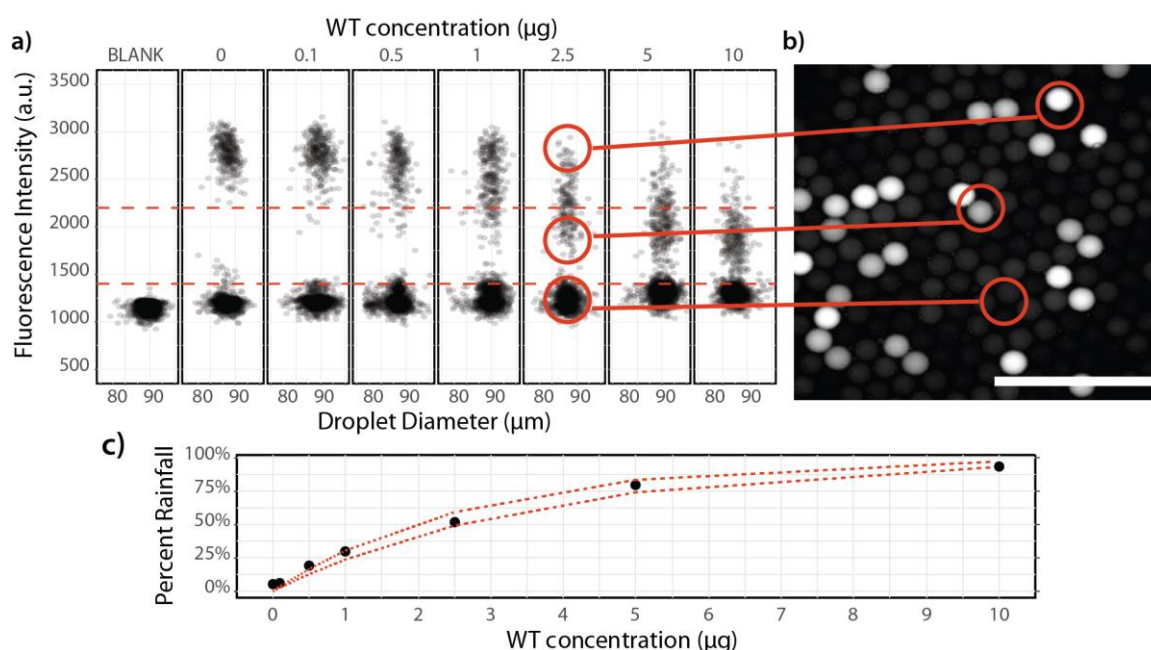 a)
WT concentration (µg)
b)
BLANK 0 0.1 0.5 1 2.5 5 10
Fluorescence Intensity (a.u.)
3500
3000
2500
2000
1500
1000
500
80 90 80 90 80 90 80 90 80 90 80 90 80 90 80 90
Droplet Diameter (µm)
c)
Percent Rainfall
100%
75%
50%
25%
0%
0 1 2 3 4 5 6 7 8 9 10
WT concentration (µg)